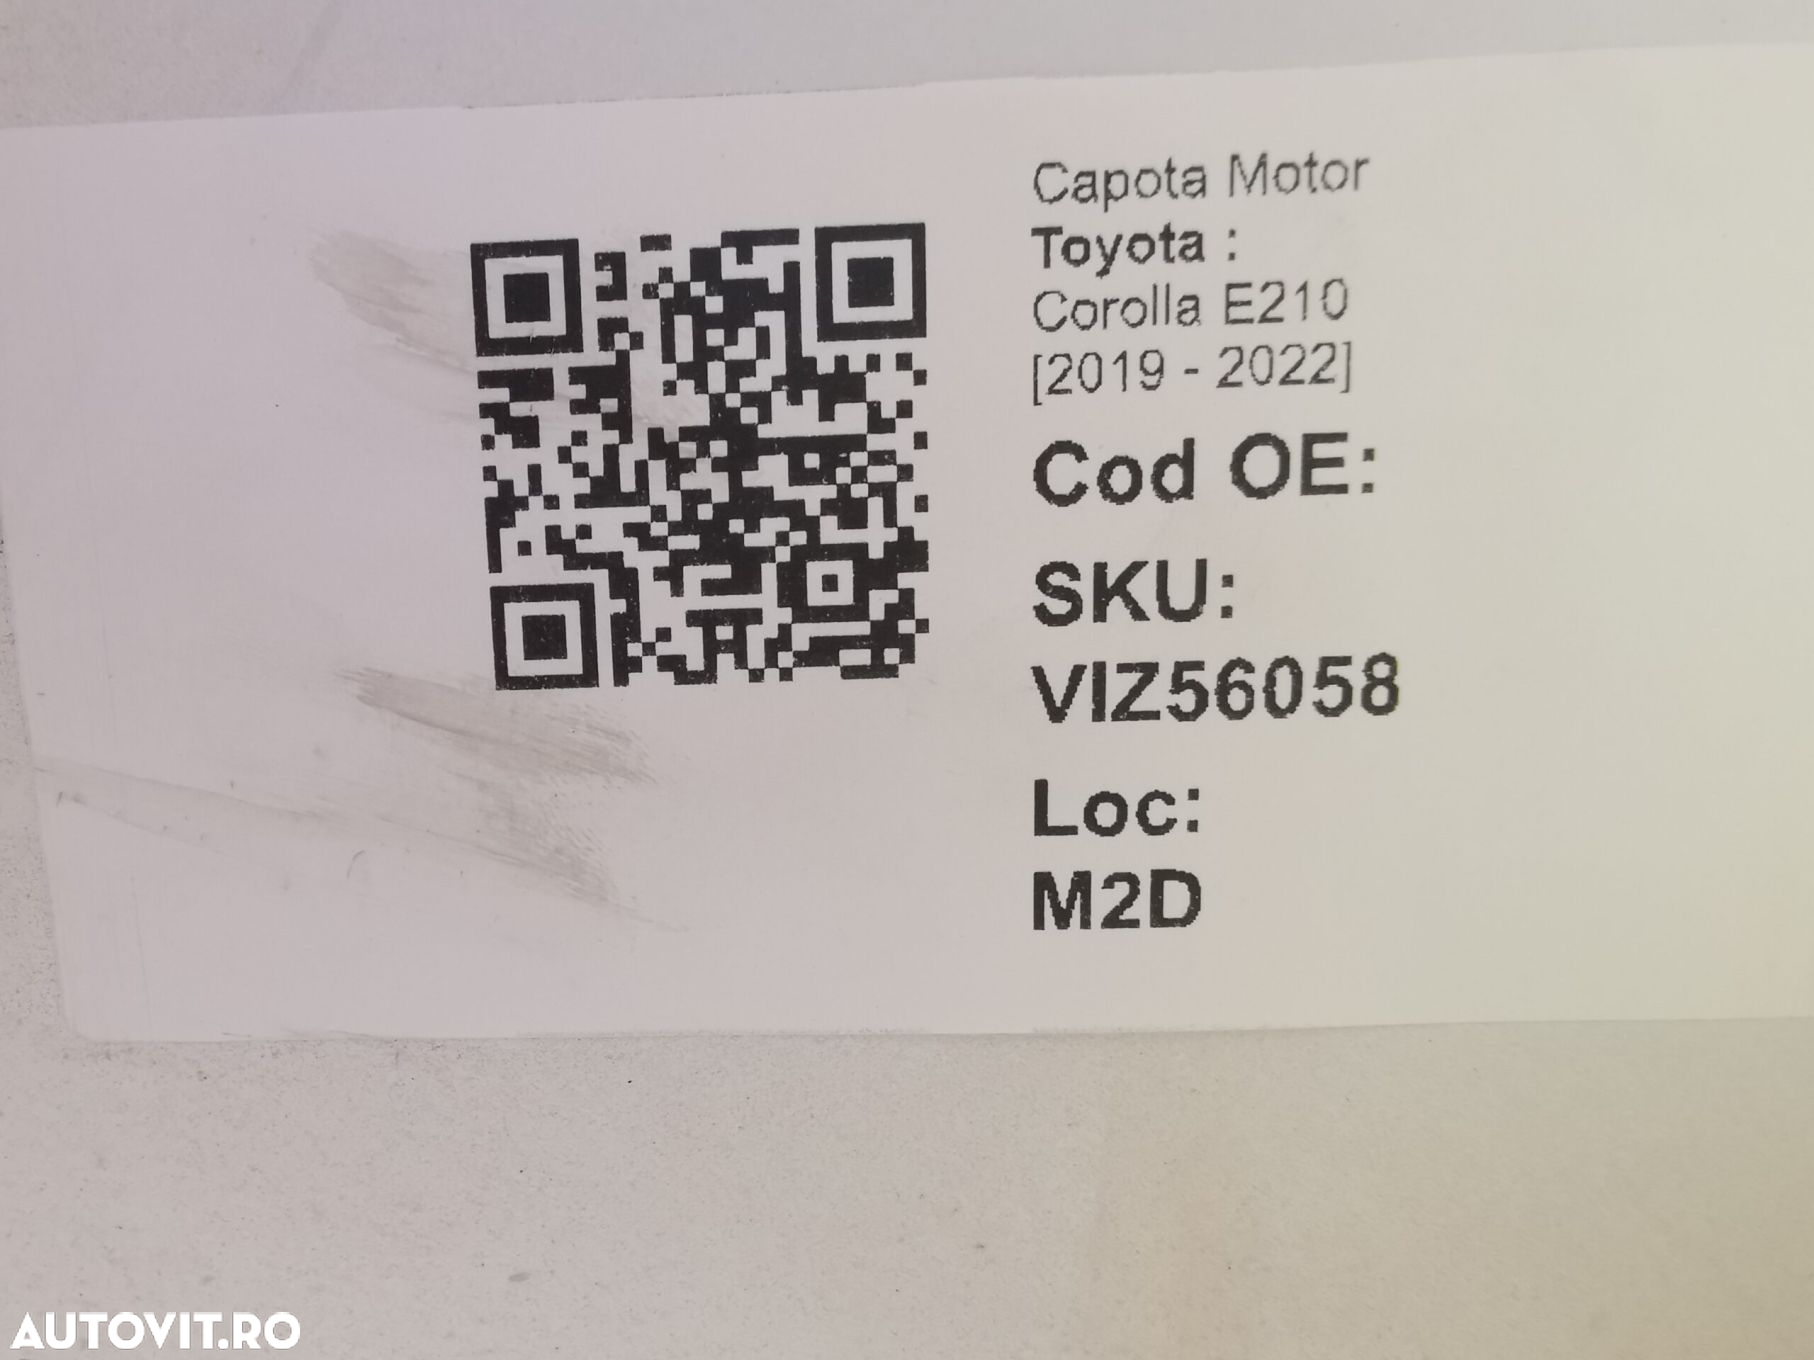 Capota Motor
Toyota :
Corolla E210
[2019 - 2022]
Cod OE:
SKU:
VIZ56058
Loc:
M2D
AUTOVIT.RO